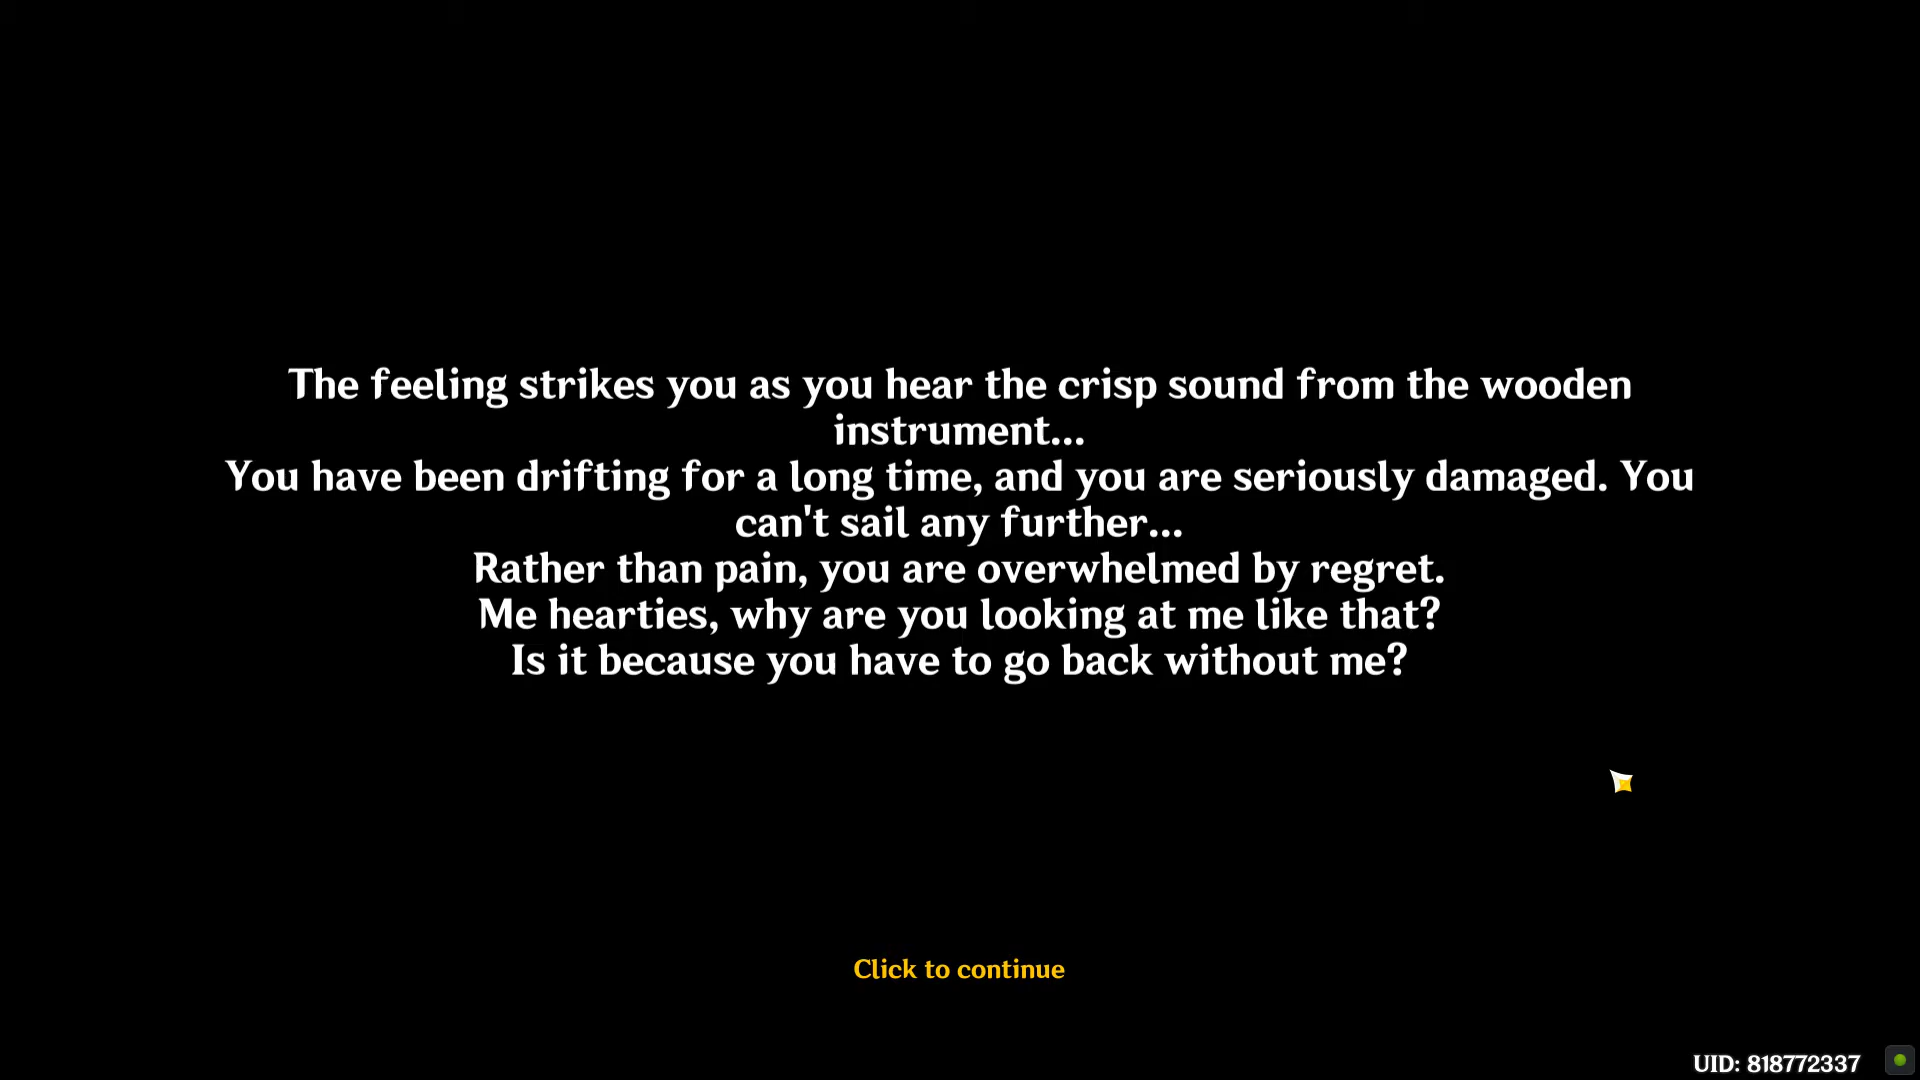 The feeling strikes you as you hear the crisp sound from the wooden
instrument...
You have been drifting for a long time, and you are seriously damaged. You
can't sail any further...
Rather than pain, you are overwhelmed by regret.
Me hearties, why are you looking at me like that?
Is it because you have to go back without me?
Click to continue
UID: 818772337